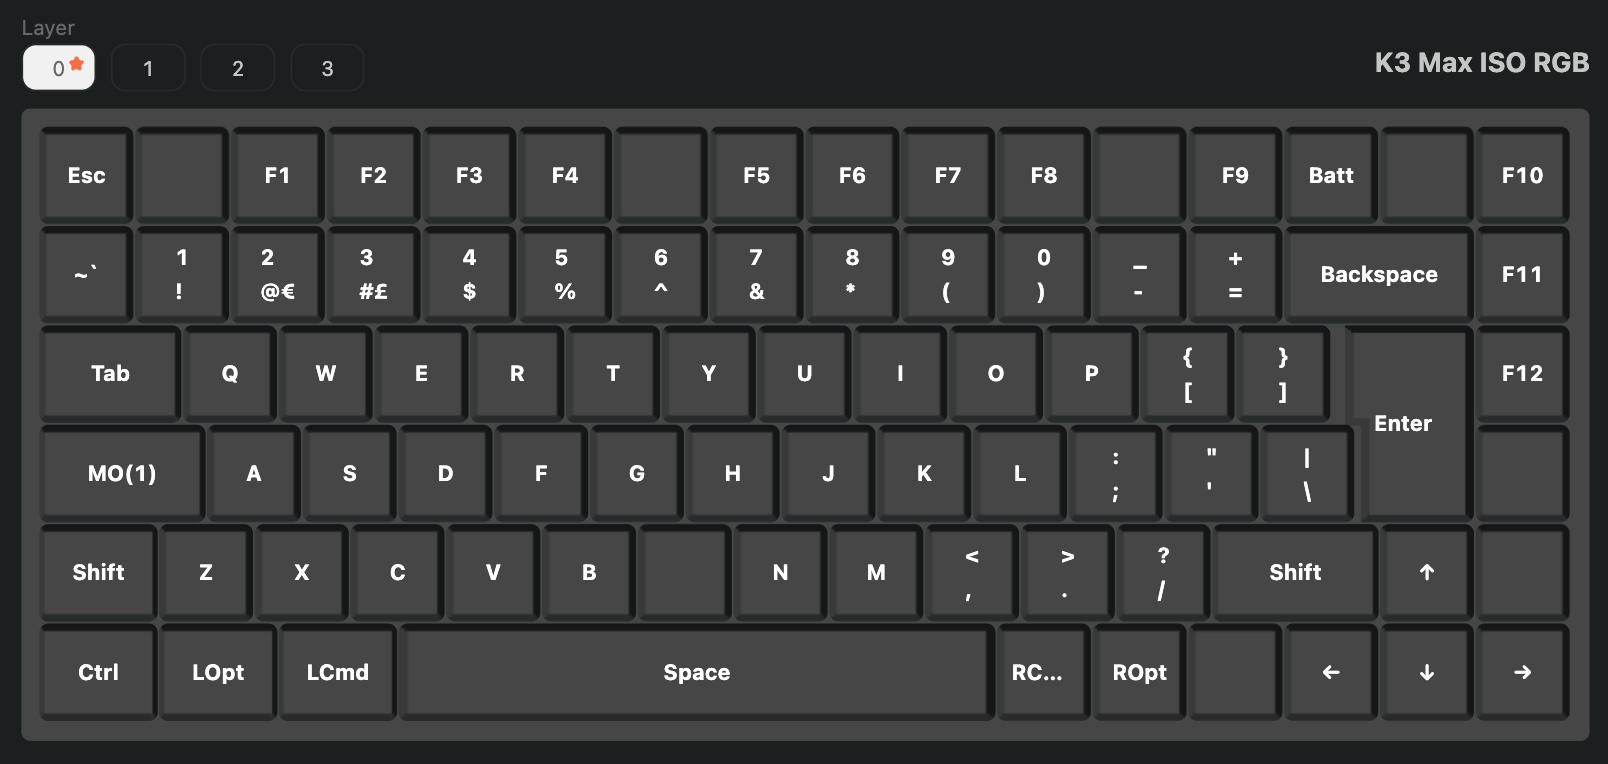 Layer
0 1 2 3
K3 Max ISO RGB
Esc F1 F2 F3 F4 F5 F6 F7 F8 F9 Batt F10
~` 1 ! 2 @€ 3 #£ 4 $ 5 % 6 ^ 7 & 8 * 9 ( 0 ) _ - + = Backspace F11
Tab Q W E R T Y U I O P { [ } ] Enter F12
MO(1) A S D F G H J K L : ; " ' | \
Shift Z X C V B N M < , > . ? / Shift ↑
Ctrl LOpt LCmd Space RC... ROpt ← ↓ →